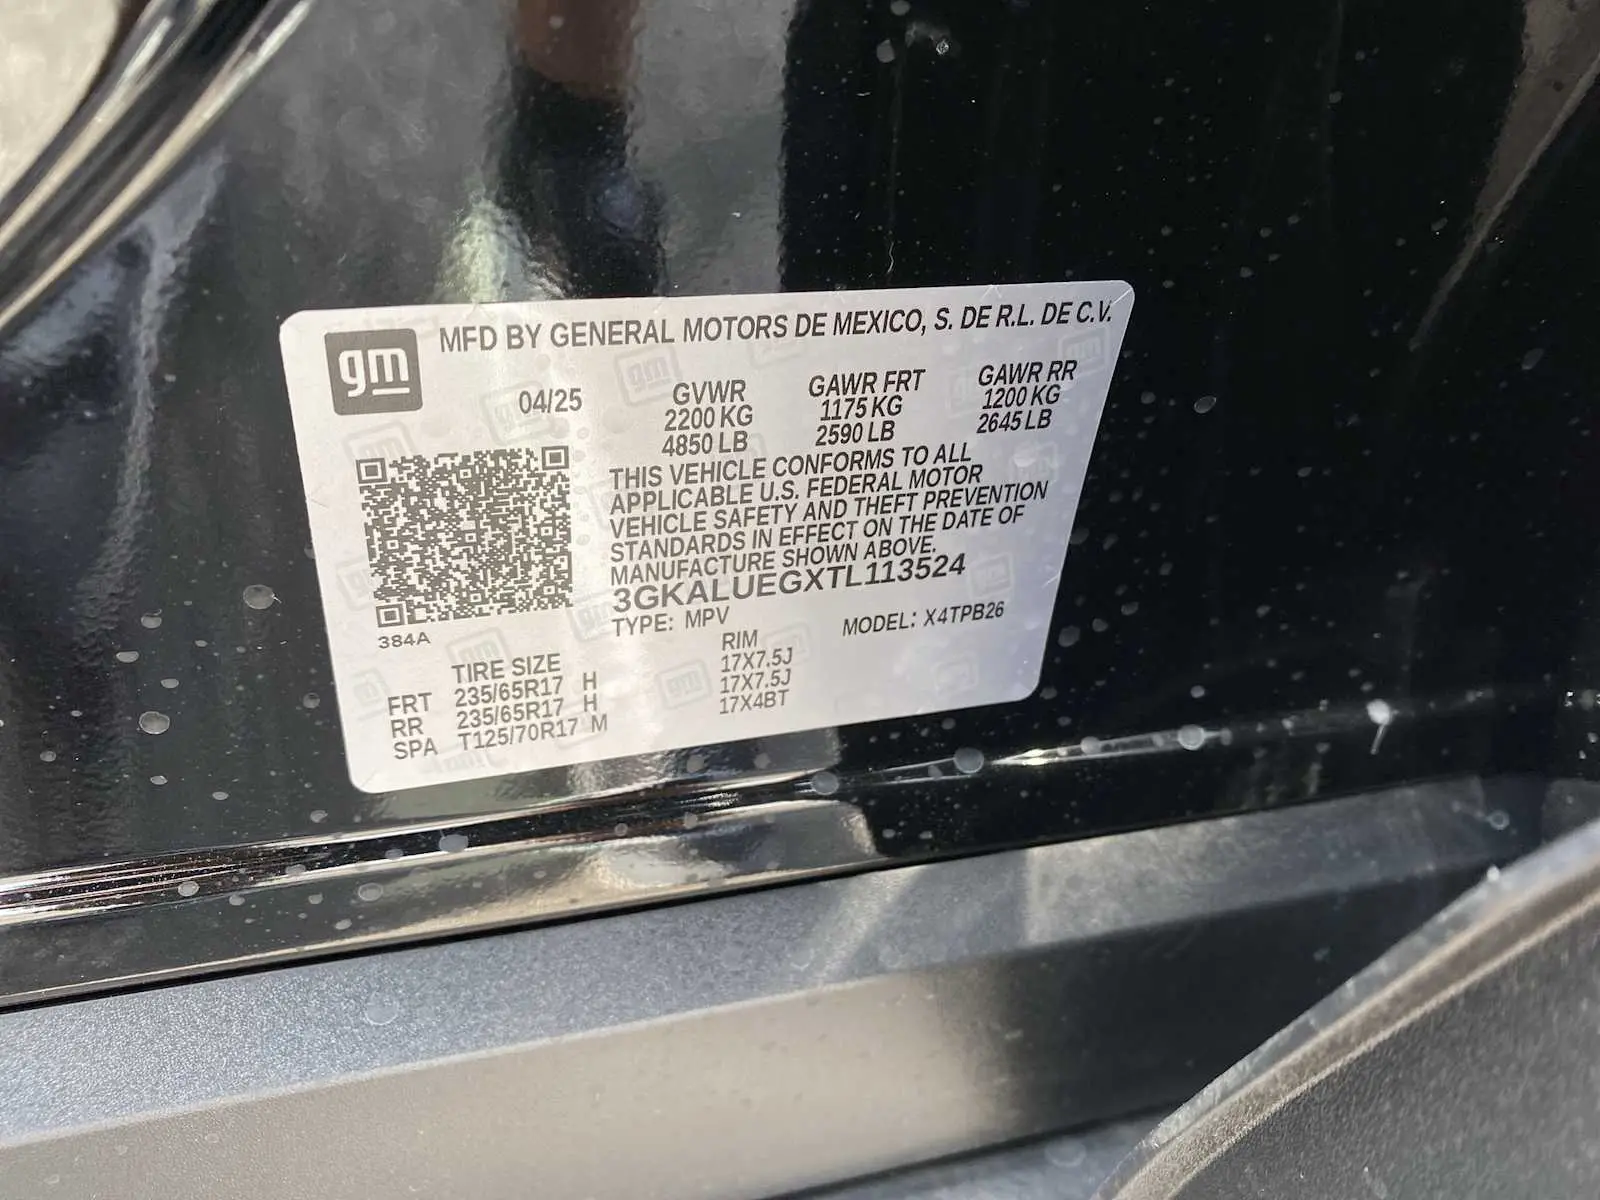 gm
MFD BY GENERAL MOTORS DE MEXICO, S. DE R.L. DE C.V.
04/25
GVWR GAWR FRT GAWR RR
2200 KG 1175 KG 1200 KG
4850 LB 2590 LB 2645 LB
THIS VEHICLE CONFORMS TO ALL
APPLICABLE U.S. FEDERAL MOTOR
VEHICLE SAFETY AND THEFT PREVENTION
STANDARDS IN EFFECT ON THE DATE OF
MANUFACTURE SHOWN ABOVE.
3GKALUEGXTL113524
TYPE: MPV MODEL: X4TPB26
384A
TIRE SIZE RIM
FRT 235/65R17 H 17X7.5J
RR 235/65R17 H 17X7.5J
SPA T125/70R17 M 17X4BT